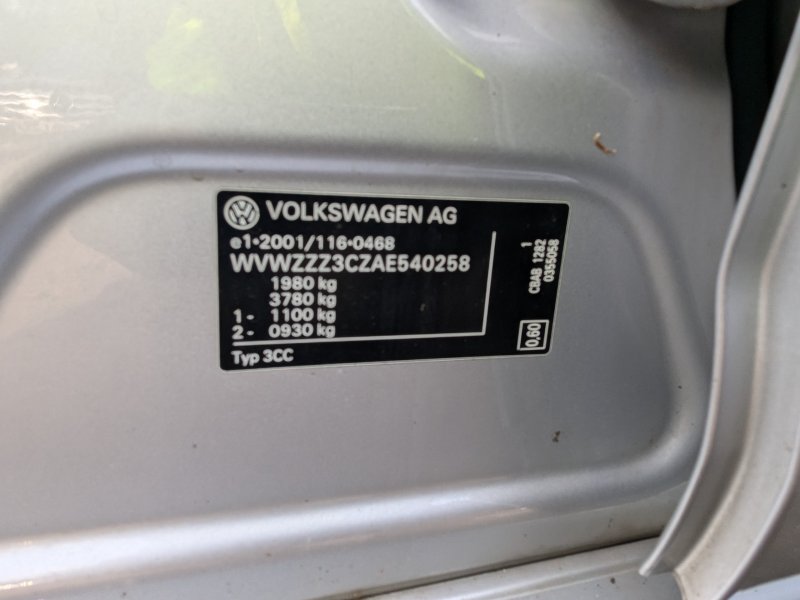 VOLKSWAGEN AG
e1*2001/116*0468
WVWZZZ3CZAE540258
1980 kg
3780 kg
1 - 1100 kg
2 - 0930 kg
Typ 3CC
1
CBAB 1282
0355058
0,60